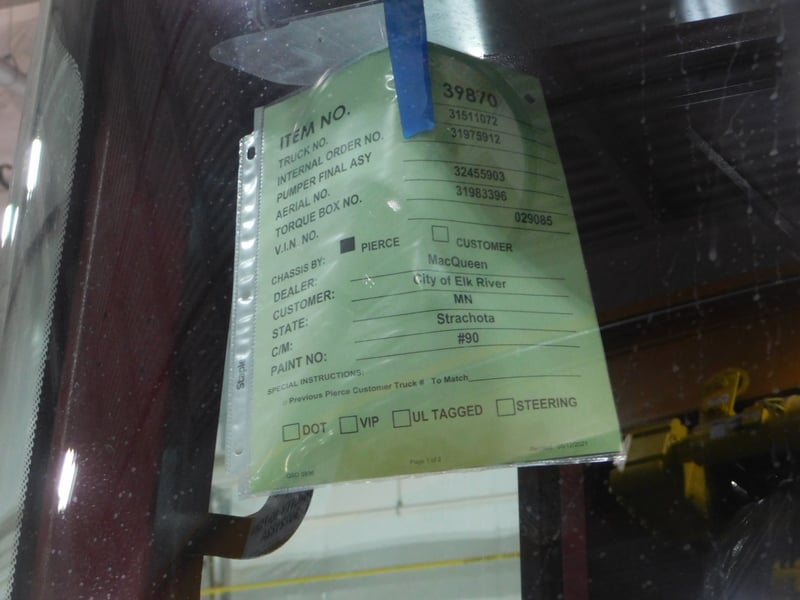 ITEM NO. 39870
TRUCK NO. 31511072
INTERNAL ORDER NO. 31975912
PUMPER FINAL ASY
AERIAL NO. 32455903
TORQUE BOX NO. 31983396
V.I.N. NO. 029085
CHASSIS BY: PIERCE CUSTOMER
DEALER: MacQueen
CUSTOMER: City of Elk River
STATE: MN
C/M: Strachota
PAINT NO: #90
SPECIAL INSTRUCTIONS:
Previous Pierce Customer Truck # To Match
DOT VIP UL TAGGED STEERING
Page 1 of 2